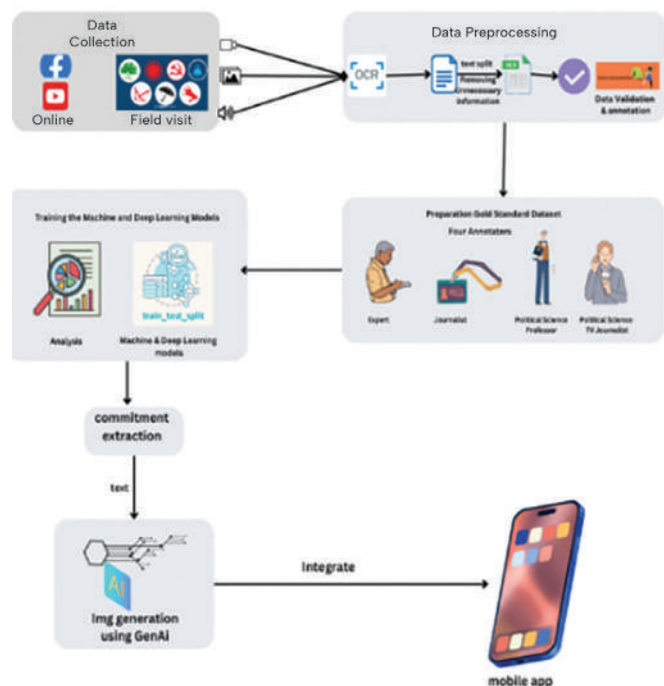 Data
Collection
Online
Field visit
Data Preprocessing
OCR
text split
Removing
Unnecessary
information
Data Validation
& annotation
Preparation Gold Standard Dataset
Four Annotaters
Expert
Journalist
Political Science
Professor
Political Science
TV Journalist
Training the Machine and Deep Learning Models
train_test_split
Analysis
Machine & Deep Learning
models
commitment
extraction
text
AI
Img generation
using GenAi
Integrate
mobile app